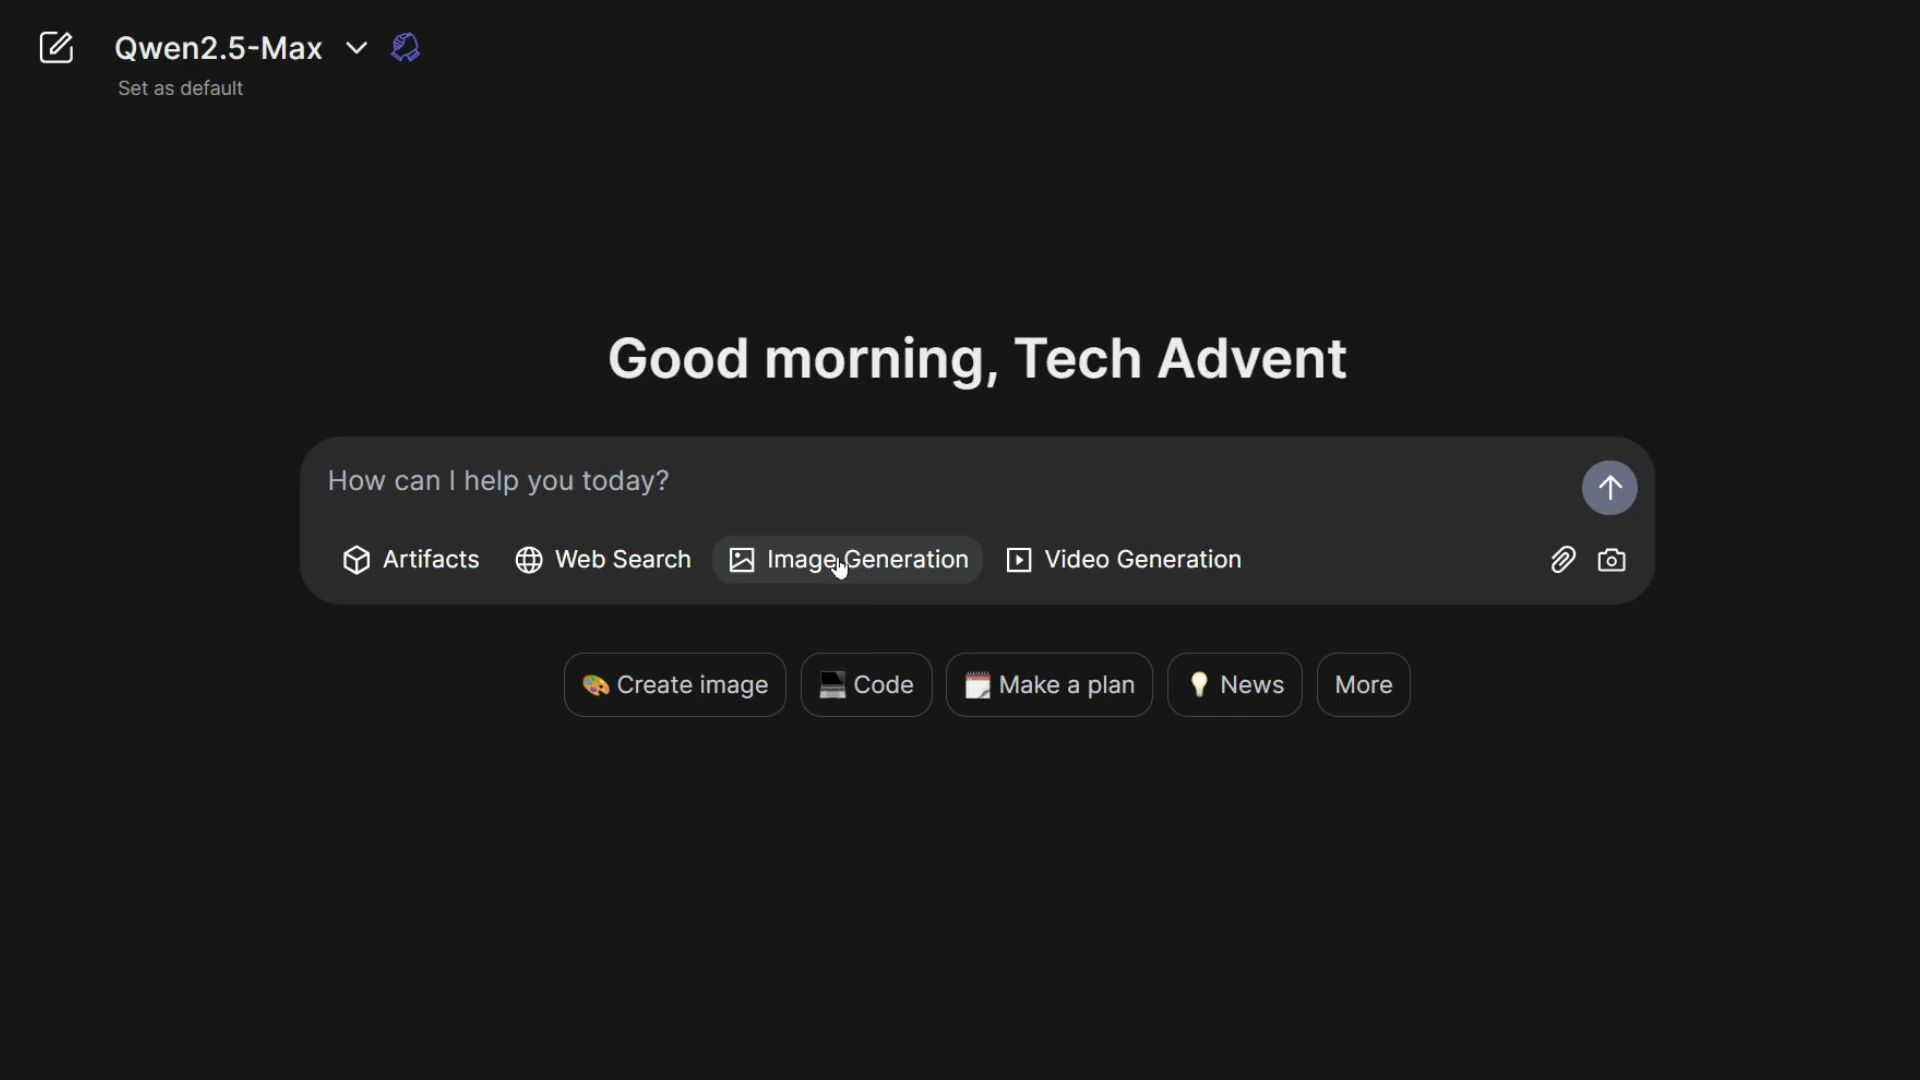 Qwen2.5-Max
Set as default
Good morning, Tech Advent
How can I help you today?
Artifacts Web Search Image Generation Video Generation
Create image Code Make a plan News More